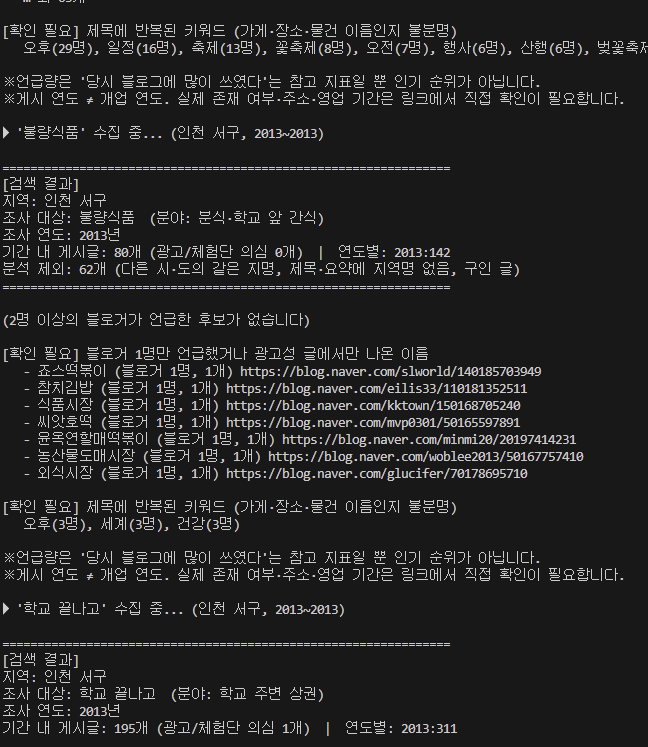 [확인 필요] 제목에 반복된 키워드 (가게·장소·물건 이름인지 불분명)
오후(29명), 일정(16명), 축제(13명), 꽃축제(8명), 오전(7명), 행사(6명), 산행(6명), 벚꽃축제
※언급량은 '당시 블로그에 많이 쓰였다'는 참고 지표일 뿐 인기 순위가 아닙니다.
※게시 연도 ≠ 개업 연도. 실제 존재 여부·주소·영업 기간은 링크에서 직접 확인이 필요합니다.
▶ '불량식품' 수집 중... (인천 서구, 2013~2013)
================================================================
[검색 결과]
지역: 인천 서구
조사 대상: 불량식품 (분야: 분식·학교 앞 간식)
조사 연도: 2013년
기간 내 게시글: 80개 (광고/체험단 의심 0개) | 연도별: 2013:142
분석 제외: 62개 (다른 시·도의 같은 지명, 제목·요약에 지역명 없음, 구인 글)
================================================================
(2명 이상의 블로거가 언급한 후보가 없습니다)
[확인 필요] 블로거 1명만 언급했거나 광고성 글에서만 나온 이름
- 죠스떡볶이 (블로거 1명, 1개) https://blog.naver.com/slworld/140185703949
- 참치김밥 (블로거 1명, 1개) https://blog.naver.com/eilis33/110181352511
- 식품시장 (블로거 1명, 1개) https://blog.naver.com/kktown/150168705240
- 씨앗호떡 (블로거 1명, 1개) https://blog.naver.com/mvp0301/50165597891
- 윤옥연할매떡볶이 (블로거 1명, 1개) https://blog.naver.com/minmi20/20197414231
- 농산물도매시장 (블로거 1명, 1개) https://blog.naver.com/woblee2013/50167757410
- 외식시장 (블로거 1명, 1개) https://blog.naver.com/glucifer/70178695710
[확인 필요] 제목에 반복된 키워드 (가게·장소·물건 이름인지 불분명)
오후(3명), 세계(3명), 건강(3명)
※언급량은 '당시 블로그에 많이 쓰였다'는 참고 지표일 뿐 인기 순위가 아닙니다.
※게시 연도 ≠ 개업 연도. 실제 존재 여부·주소·영업 기간은 링크에서 직접 확인이 필요합니다.
▶ '학교 끝나고' 수집 중... (인천 서구, 2013~2013)
================================================================
[검색 결과]
지역: 인천 서구
조사 대상: 학교 끝나고 (분야: 학교 주변 상권)
조사 연도: 2013년
기간 내 게시글: 195개 (광고/체험단 의심 1개) | 연도별: 2013:311